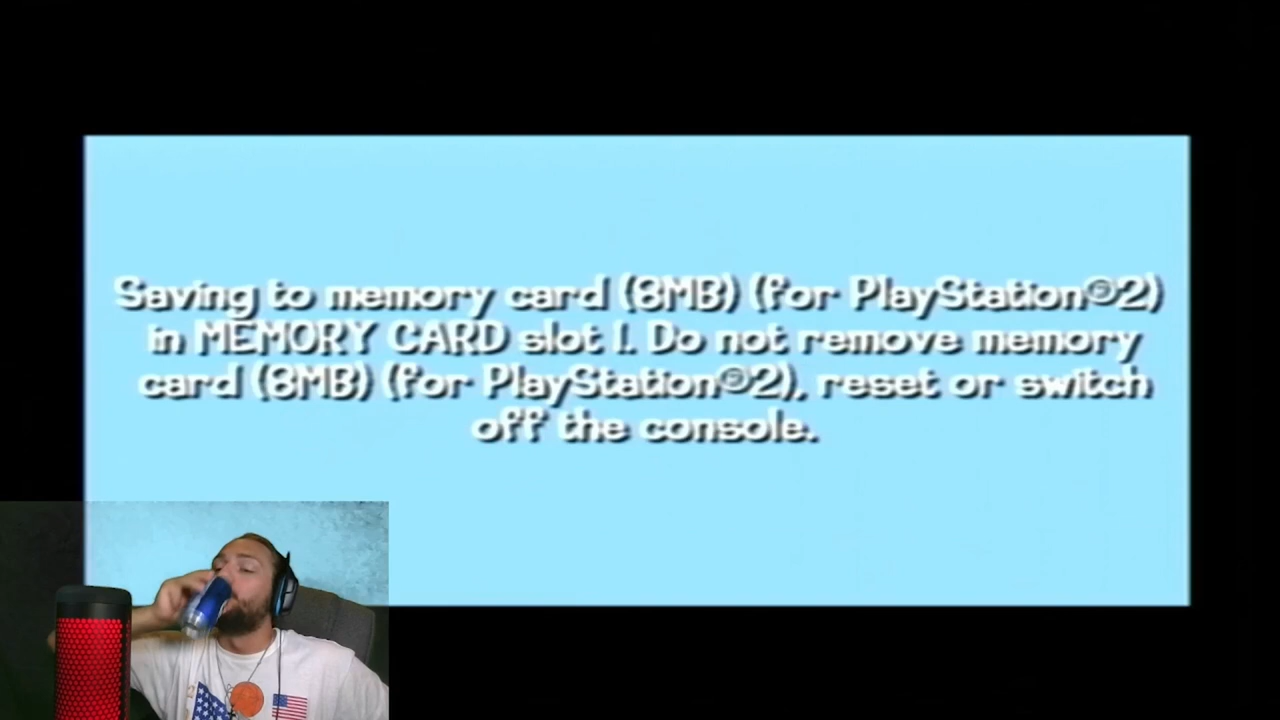 Saving to memory card (8MB) (for PlayStation®2)
in MEMORY CARD slot 1. Do not remove memory
card (8MB) (for PlayStation®2), reset or switch
off the console.